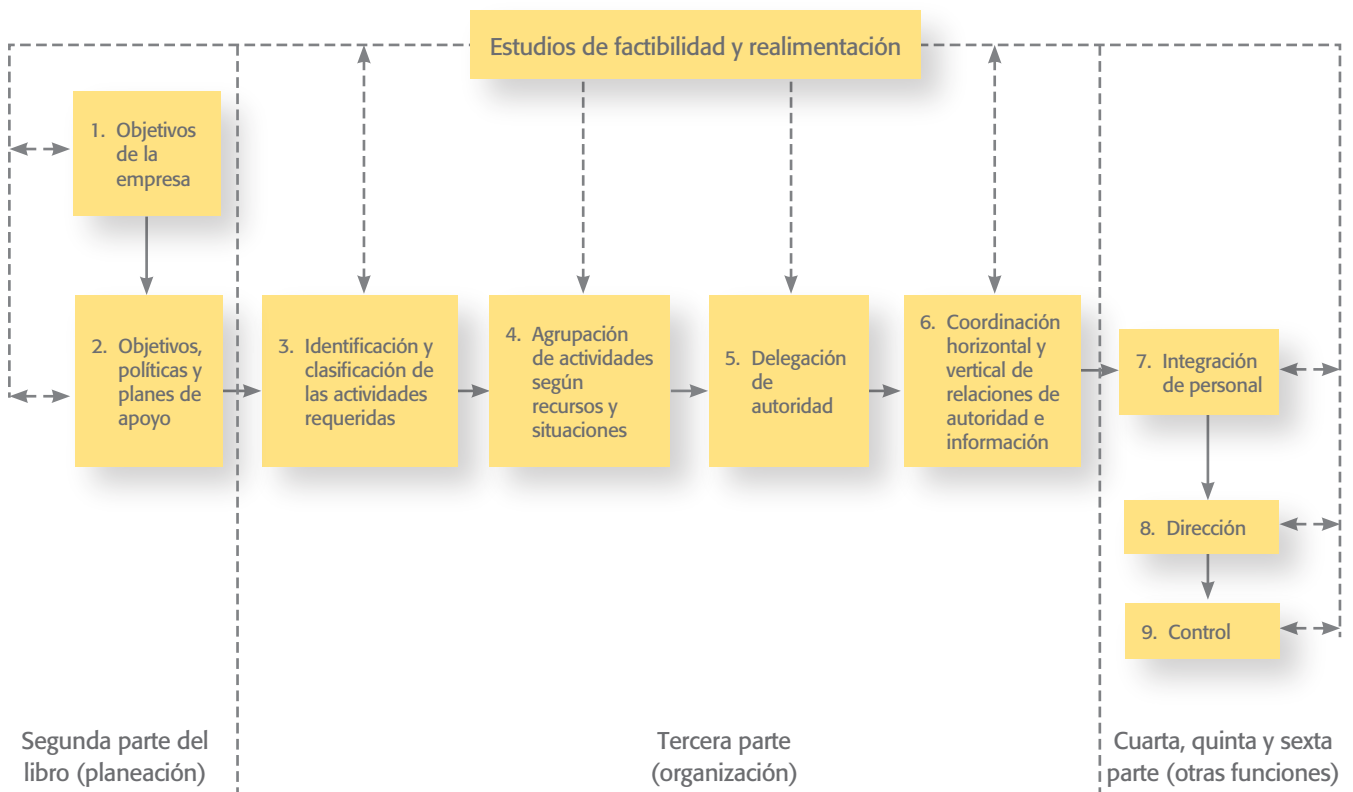 Estudios de factibilidad y realimentación
1. Objetivos
de la
empresa
2. Objetivos,
políticas y
planes de
apoyo
3. Identificación y
clasificación de
las actividades
requeridas
4. Agrupación
de actividades
según
recursos y
situaciones
5. Delegación
de
autoridad
6. Coordinación
horizontal y
vertical de
relaciones de
autoridad e
información
7. Integración
de personal
8. Dirección
9. Control
Segunda parte del
libro (planeación)
Tercera parte
(organización)
Cuarta, quinta y sexta
parte (otras funciones)